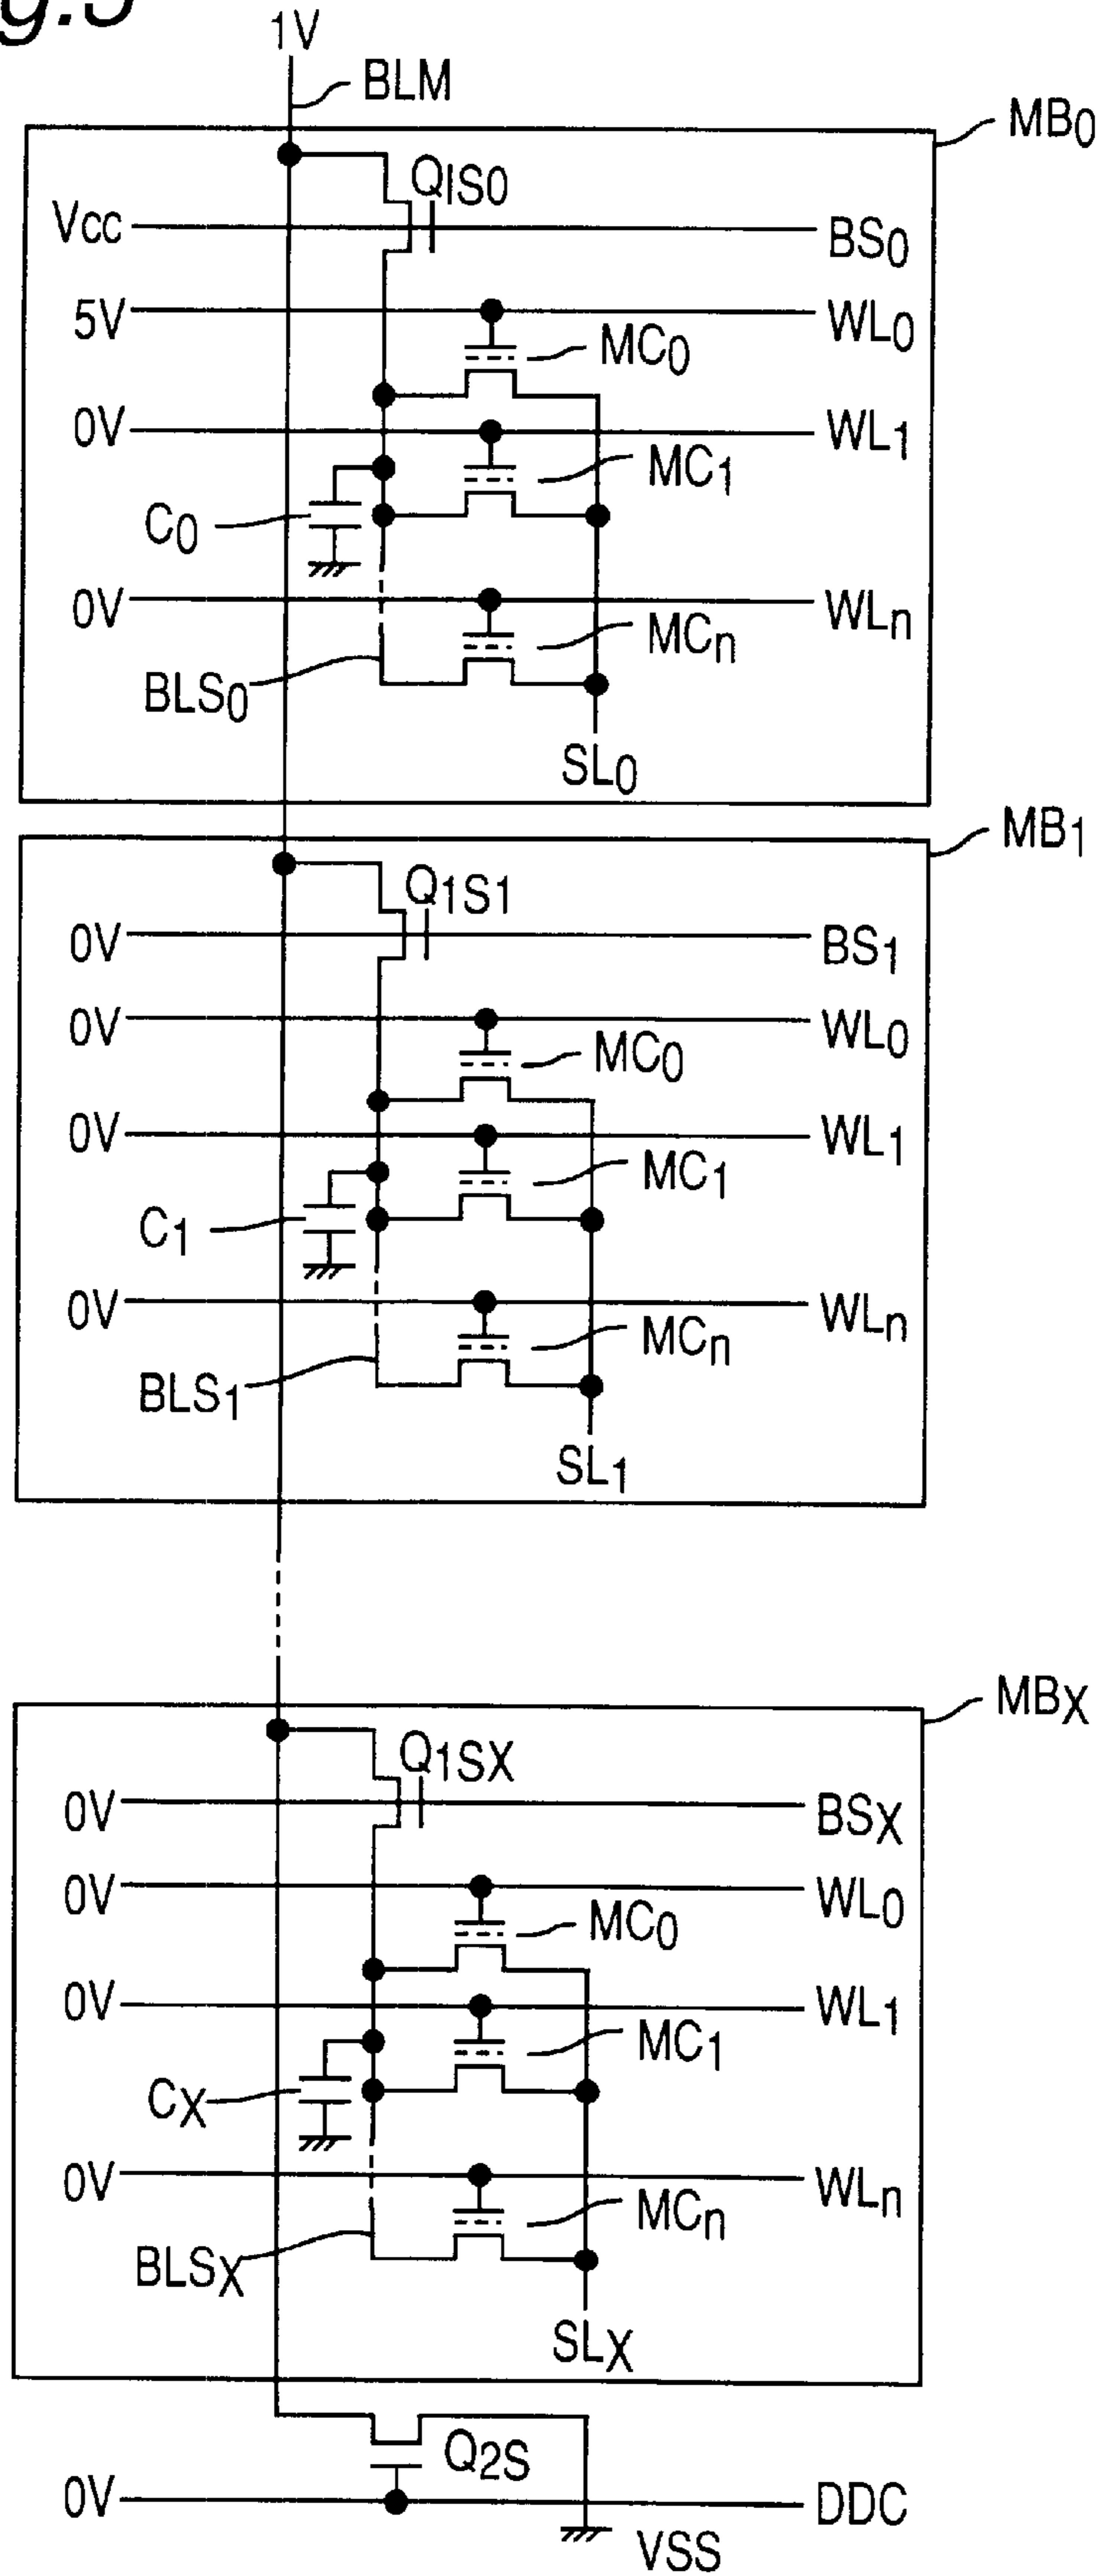 g.5
1V
BLM
MB0
QIS0
Vcc BS0
5V WL0
MC0
0V WL1
MC1
C0
0V WLn
MCn
BLS0
SL0
MB1
Q1S1
0V BS1
0V WL0
MC0
0V WL1
MC1
C1
0V WLn
MCn
BLS1
SL1
MBX
Q1SX
0V BSX
0V WL0
MC0
0V WL1
MC1
CX
0V WLn
MCn
BLSX
SLX
Q2S
0V DDC
VSS